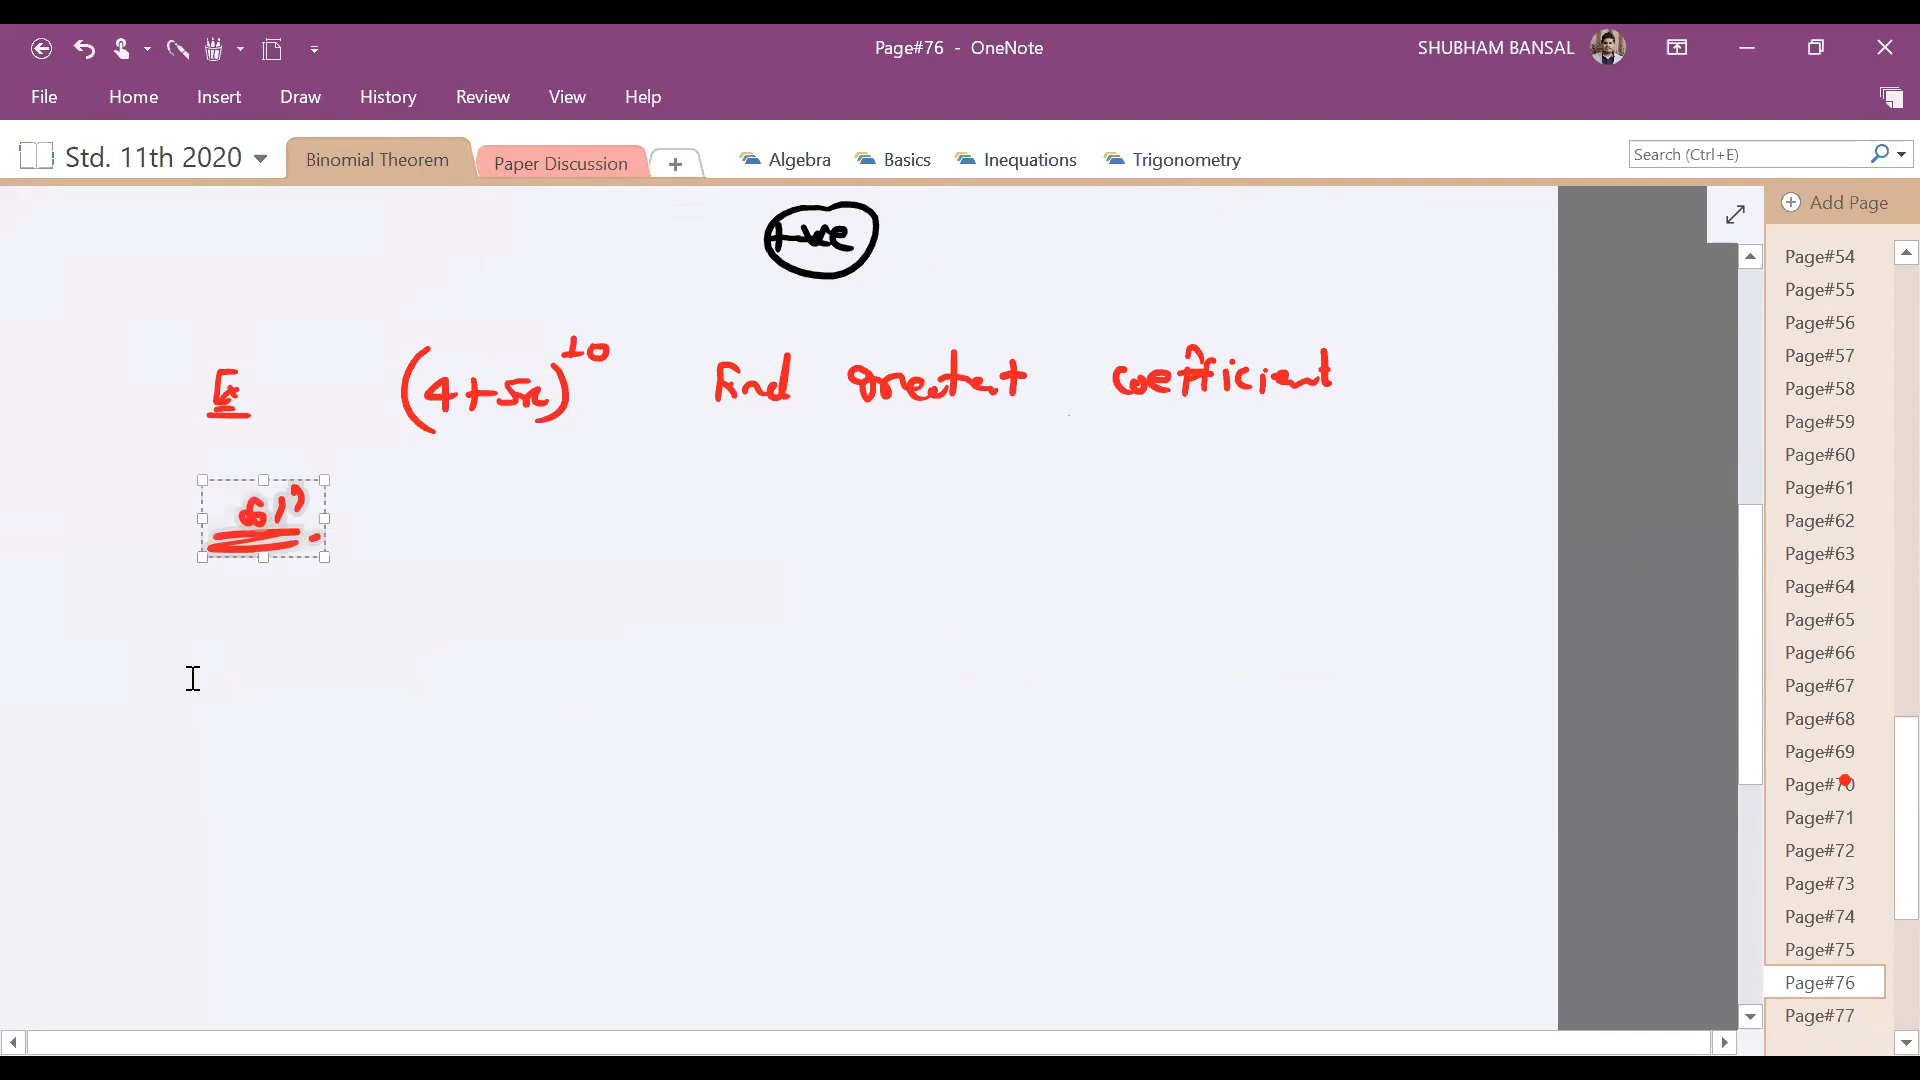 Page#76 - OneNote
SHUBHAM BANSAL
File Home Insert Draw History Review View Help
Std. 11th 2020
Binomial Theorem
Paper Discussion
+
Algebra
Basics
Inequations
Trigonometry
Search (Ctrl+E)
Add Page
+ve
Ex (4+5x)^10 Find greatest coefficient
Page#54
Page#55
Page#56
Page#57
Page#58
Page#59
Page#60
Page#61
Page#62
Page#63
Page#64
Page#65
Page#66
Page#67
Page#68
Page#69
Page#70
Page#71
Page#72
Page#73
Page#74
Page#75
Page#76
Page#77